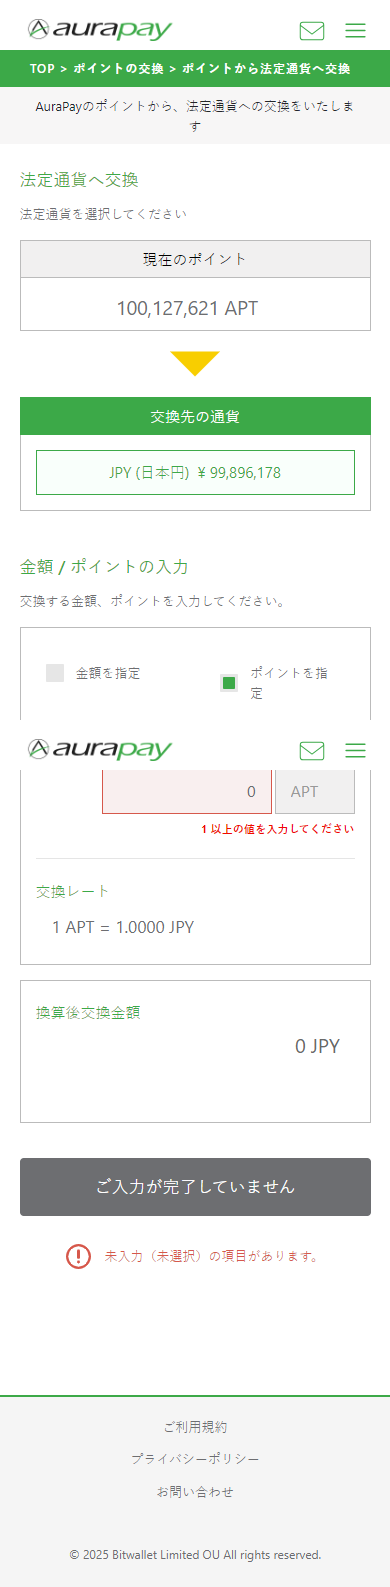 aurapay
TOP > ポイントの交換 > ポイントから法定通貨へ交換
AuraPayのポイントから、法定通貨への交換をいたしま
す
法定通貨へ交換
法定通貨を選択してください
現在のポイント
100,127,621 APT
交換先の通貨
JPY (日本円) ¥ 99,896,178
金額 / ポイントの入力
交換する金額、ポイントを入力してください。
金額を指定
ポイントを指
定
aurapay
0 APT
1 以上の値を入力してください
交換レート
1 APT = 1.0000 JPY
換算後交換金額
0 JPY
ご入力が完了していません
未入力（未選択）の項目があります。
ご利用規約
プライバシーポリシー
お問い合わせ
© 2025 Bitwallet Limited OU All rights reserved.